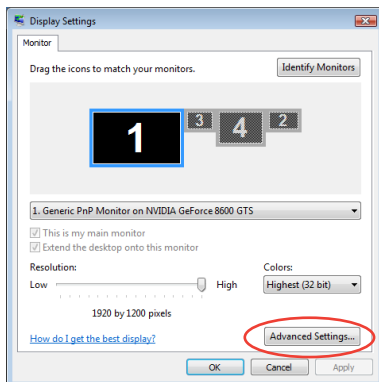 Display Settings
Monitor
Drag the icons to match your monitors.
Identify Monitors
1 3 4 2
1. Generic PnP Monitor on NVIDIA GeForce 8600 GTS
This is my main monitor
Extend the desktop onto this monitor
Resolution: Colors:
Low High Highest (32 bit)
1920 by 1200 pixels
How do I get the best display? Advanced Settings...
OK Cancel Apply